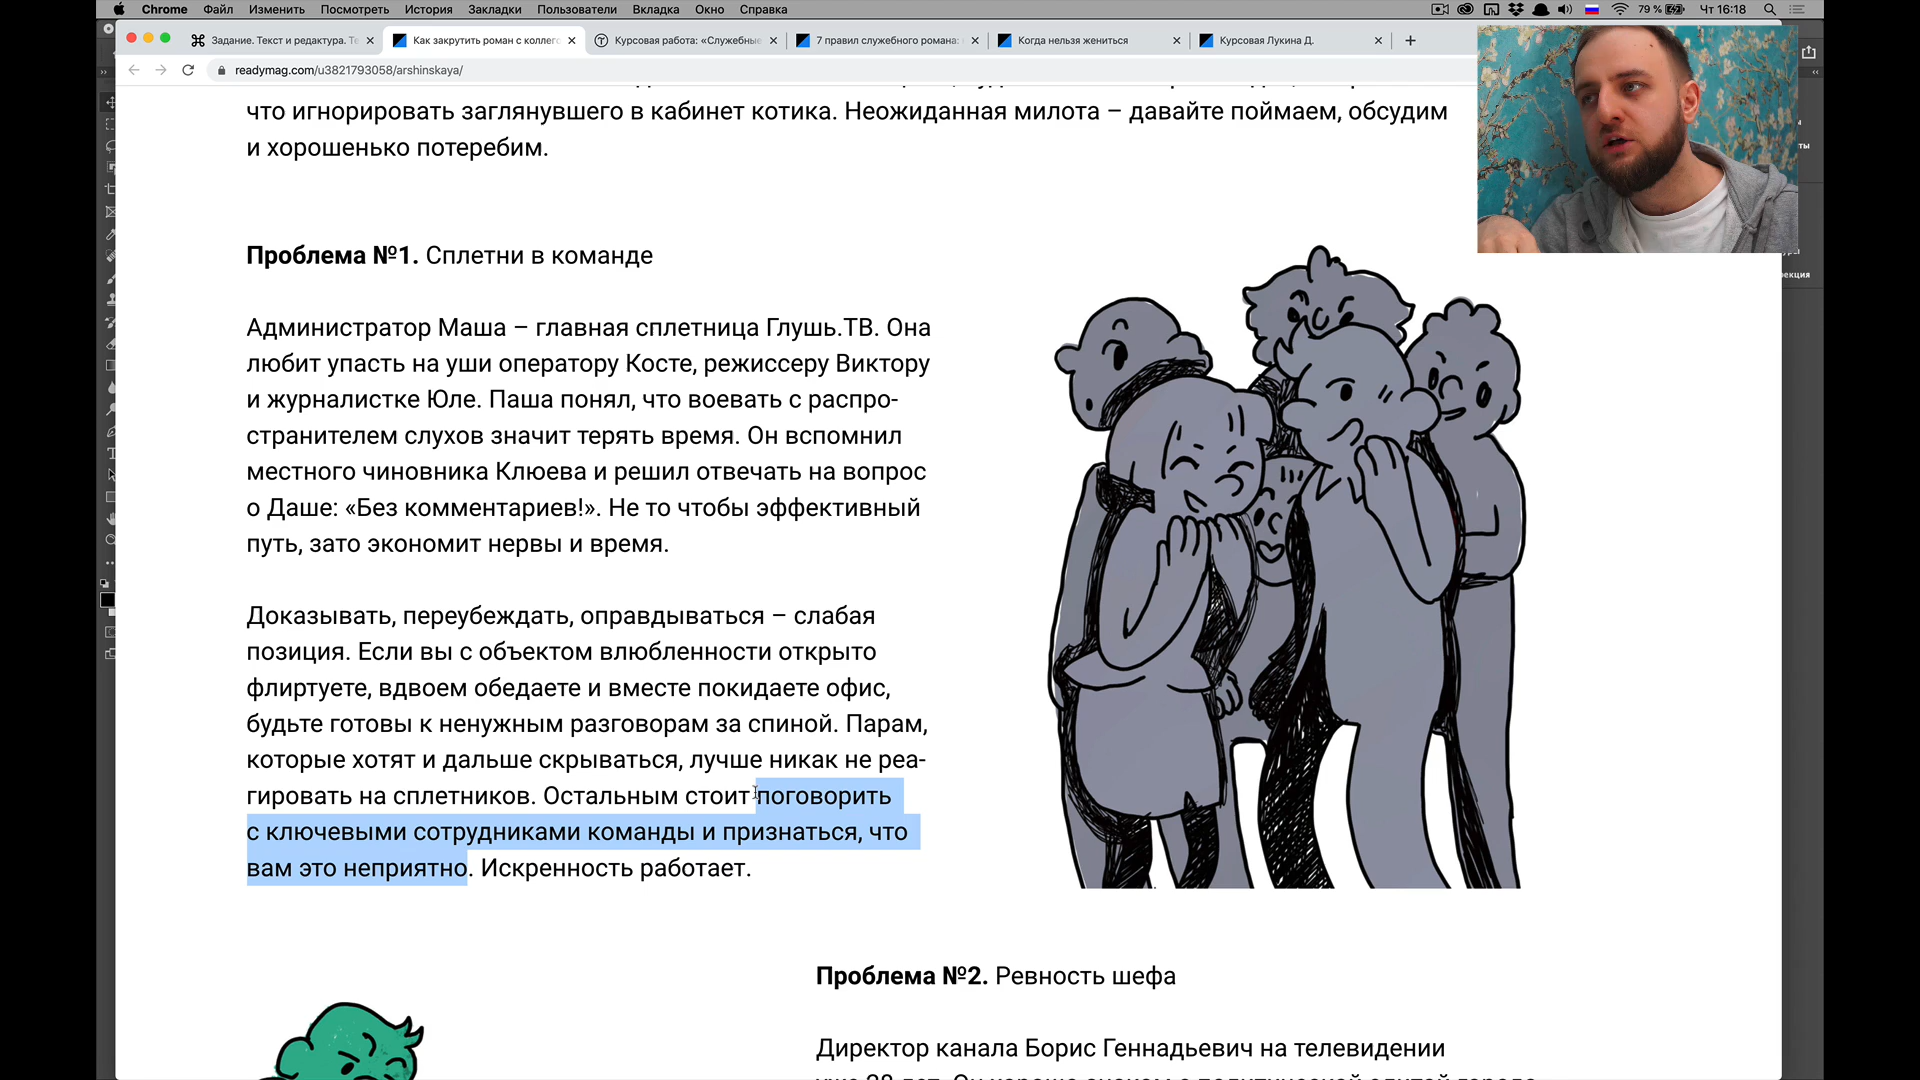 Chrome Файл Изменить Посмотреть История Закладки Пользователи Вкладка Окно Справка 79 % Чт 16:18
Задание. Текст и редактура. Те Как закрутить роман с коллего Курсовая работа: «Служебные 7 правил служебного романа: Когда нельзя жениться Курсовая Лукина Д.
readymag.com/u3821793058/arshinskaya/
что игнорировать заглянувшего в кабинет котика. Неожиданная милота – давайте поймаем, обсудим
и хорошенько потеребим.
Проблема №1. Сплетни в команде
Администратор Маша – главная сплетница Глушь.ТВ. Она
любит упасть на уши оператору Косте, режиссеру Виктору
и журналистке Юле. Паша понял, что воевать с распро-
странителем слухов значит терять время. Он вспомнил
местного чиновника Клюева и решил отвечать на вопрос
о Даше: «Без комментариев!». Не то чтобы эффективный
путь, зато экономит нервы и время.
Доказывать, переубеждать, оправдываться – слабая
позиция. Если вы с объектом влюбленности открыто
флиртуете, вдвоем обедаете и вместе покидаете офис,
будьте готовы к ненужным разговорам за спиной. Парам,
которые хотят и дальше скрываться, лучше никак не реа-
гировать на сплетников. Остальным стоит поговорить
с ключевыми сотрудниками команды и признаться, что
вам это неприятно. Искренность работает.
Проблема №2. Ревность шефа
Директор канала Борис Геннадьевич на телевидении